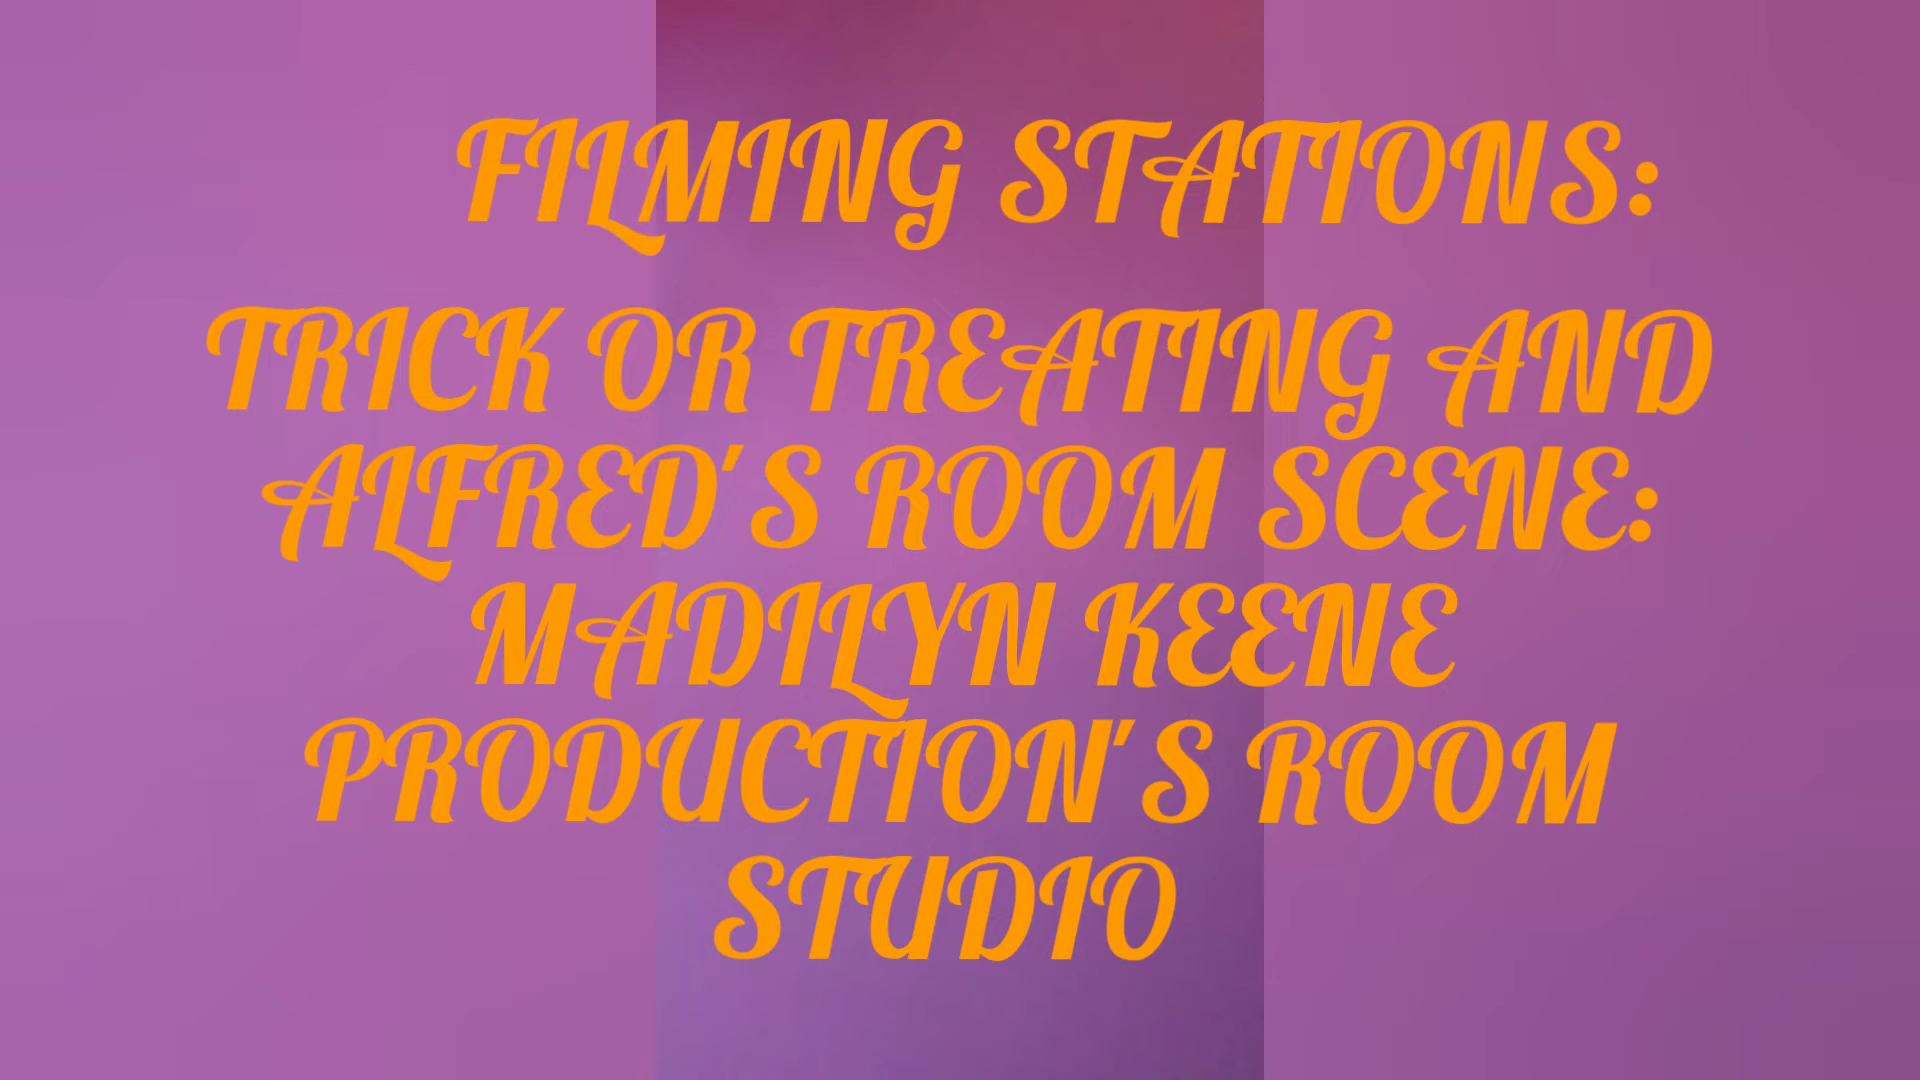 FILMING STATIONS:
TRICK OR TREATING AND
ALFRED'S ROOM SCENE:
MADILYN KEENE
PRODUCTION'S ROOM
STUDIO